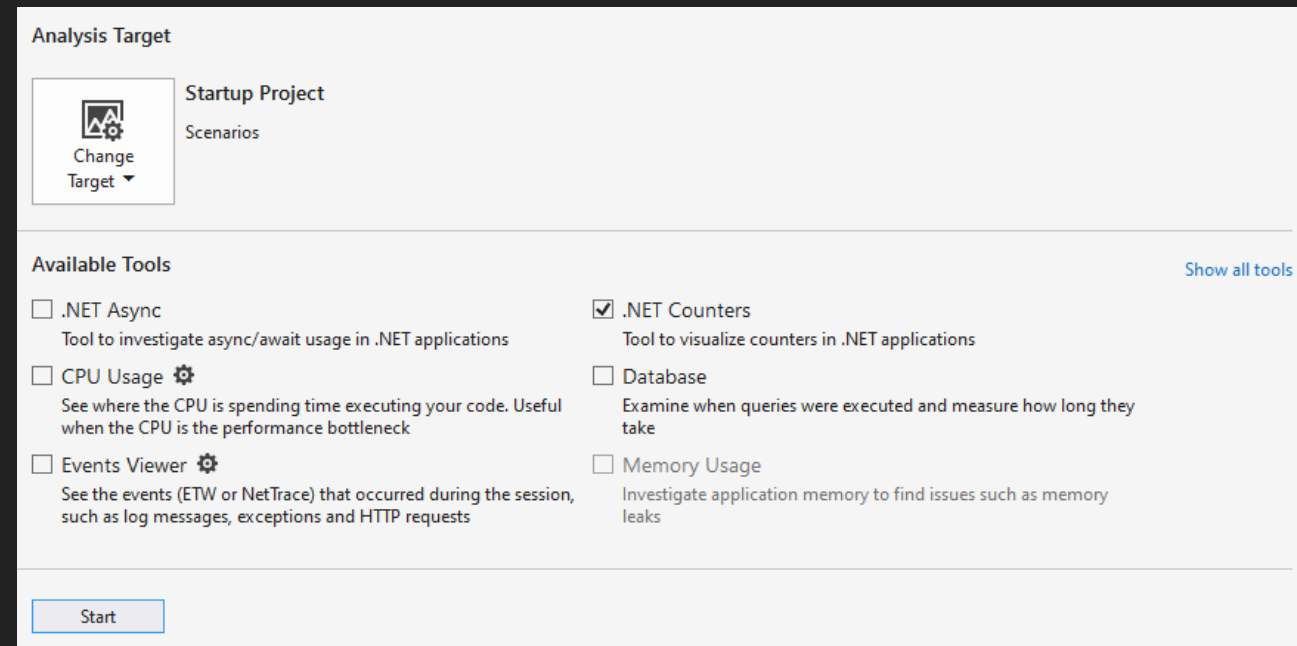 Analysis Target
Startup Project
Scenarios
Change
Target
Available Tools
Show all tools
.NET Async
Tool to investigate async/await usage in .NET applications
.NET Counters
Tool to visualize counters in .NET applications
CPU Usage
See where the CPU is spending time executing your code. Useful
when the CPU is the performance bottleneck
Database
Examine when queries were executed and measure how long they
take
Events Viewer
See the events (ETW or NetTrace) that occurred during the session,
such as log messages, exceptions and HTTP requests
Memory Usage
Investigate application memory to find issues such as memory
leaks
Start